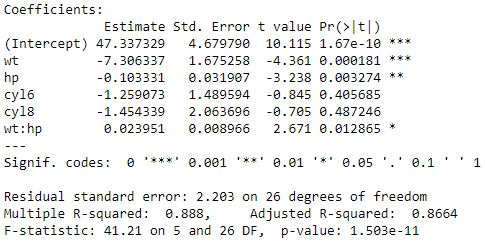 Coefficients:
            Estimate Std. Error t value Pr(>|t|)
(Intercept) 47.337329   4.679790  10.115 1.67e-10 ***
wt          -7.306337   1.675258  -4.361 0.000181 ***
hp          -0.103331   0.031907  -3.238 0.003274 **
cyl6        -1.259073   1.489594  -0.845 0.405685
cyl8        -1.454339   2.063696  -0.705 0.487246
wt:hp        0.023951   0.008966   2.671 0.012865 *
---
Signif. codes:  0 '***' 0.001 '**' 0.01 '*' 0.05 '.' 0.1 ' ' 1
Residual standard error: 2.203 on 26 degrees of freedom
Multiple R-squared:  0.888,	Adjusted R-squared:  0.8664
F-statistic: 41.21 on 5 and 26 DF,  p-value: 1.503e-11